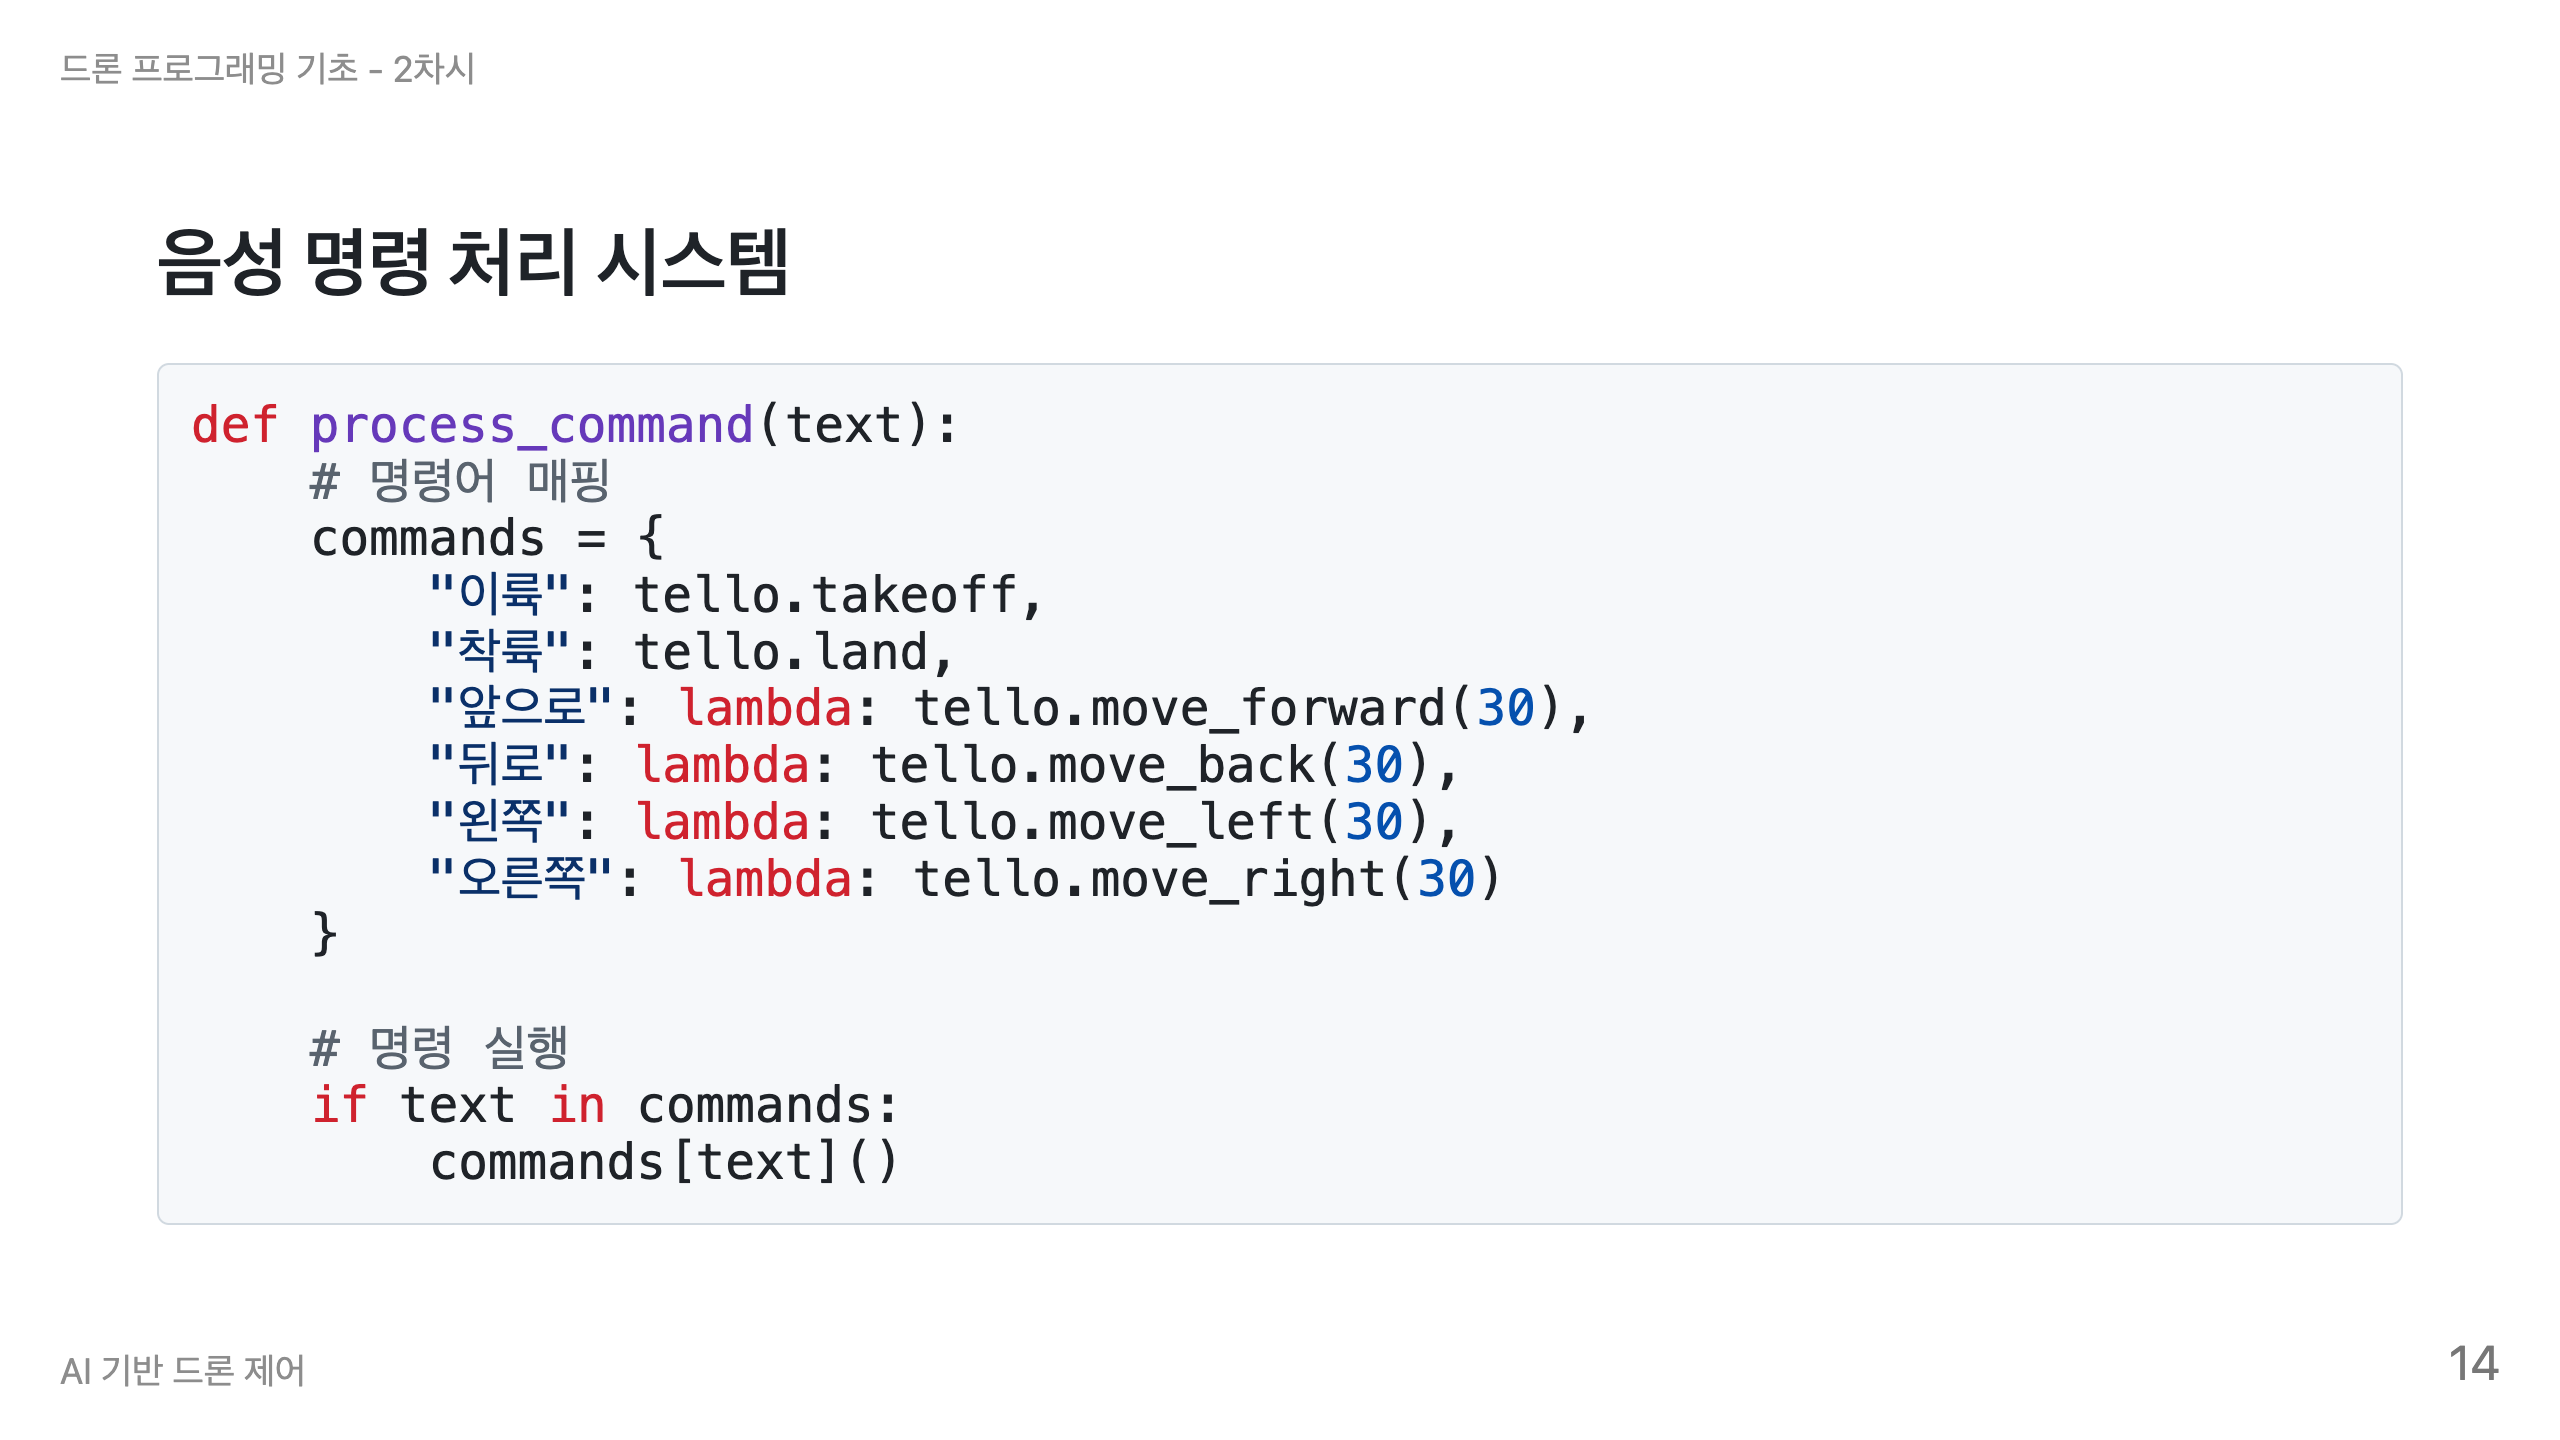 드론 프로그래밍 기초 - 2차시
음성 명령 처리 시스템
def process_command(text):
    # 명령어 매핑
    commands = {
        "이륙": tello.takeoff,
        "착륙": tello.land,
        "앞으로": lambda: tello.move_forward(30),
        "뒤로": lambda: tello.move_back(30),
        "왼쪽": lambda: tello.move_left(30),
        "오른쪽": lambda: tello.move_right(30)
    }
    # 명령 실행
    if text in commands:
        commands[text]()
AI 기반 드론 제어
14